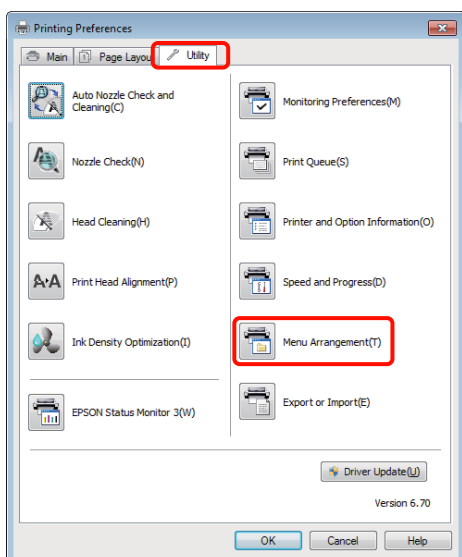 Printing Preferences
Main
Page Layou
Utility
Auto Nozzle Check and
Cleaning(C)
Monitoring Preferences(M)
Nozzle Check(N)
Print Queue(S)
Head Cleaning(H)
Printer and Option Information(O)
Print Head Alignment(P)
Speed and Progress(D)
Ink Density Optimization(I)
Menu Arrangement(T)
EPSON Status Monitor 3(W)
Export or Import(E)
Driver Update(U)
Version 6.70
OK
Cancel
Help